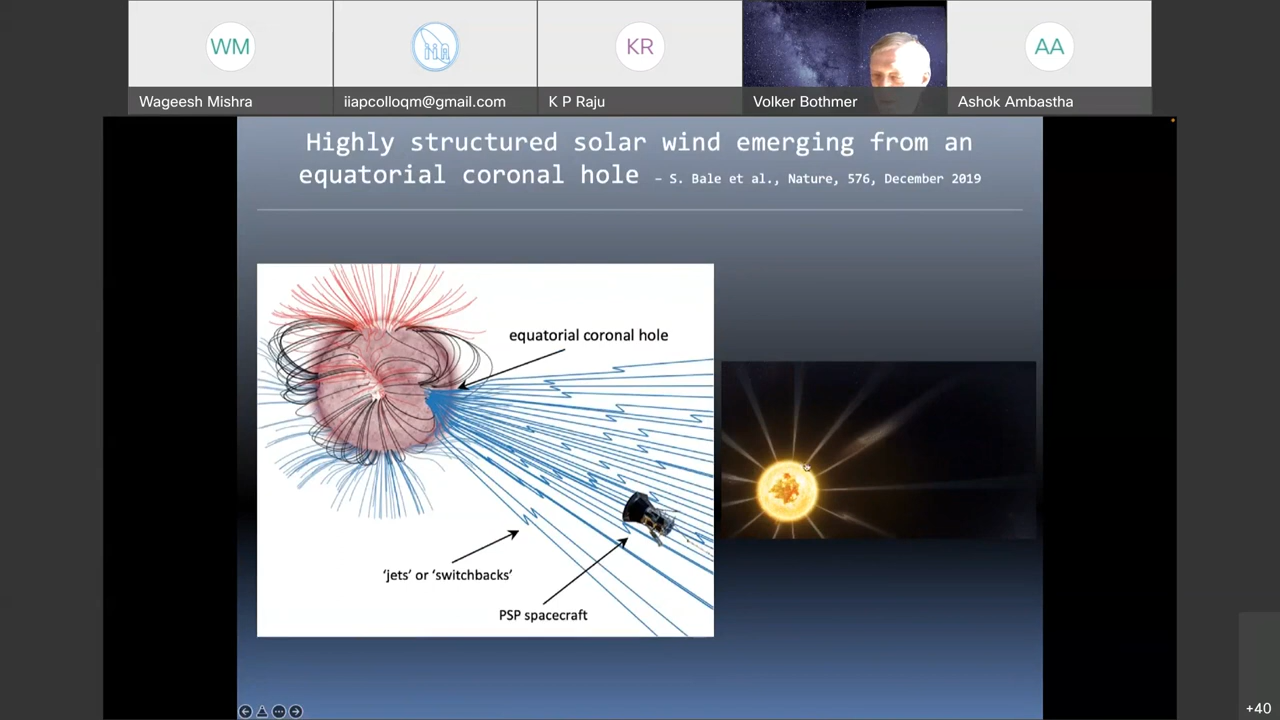 WM
iia
KR
AA
Wageesh Mishra
iiapcolloqm@gmail.com
K P Raju
Volker Bothmer
Ashok Ambastha
Highly structured solar wind emerging from an
equatorial coronal hole – S. Bale et al., Nature, 576, December 2019
equatorial coronal hole
'jets' or 'switchbacks'
PSP spacecraft
+40